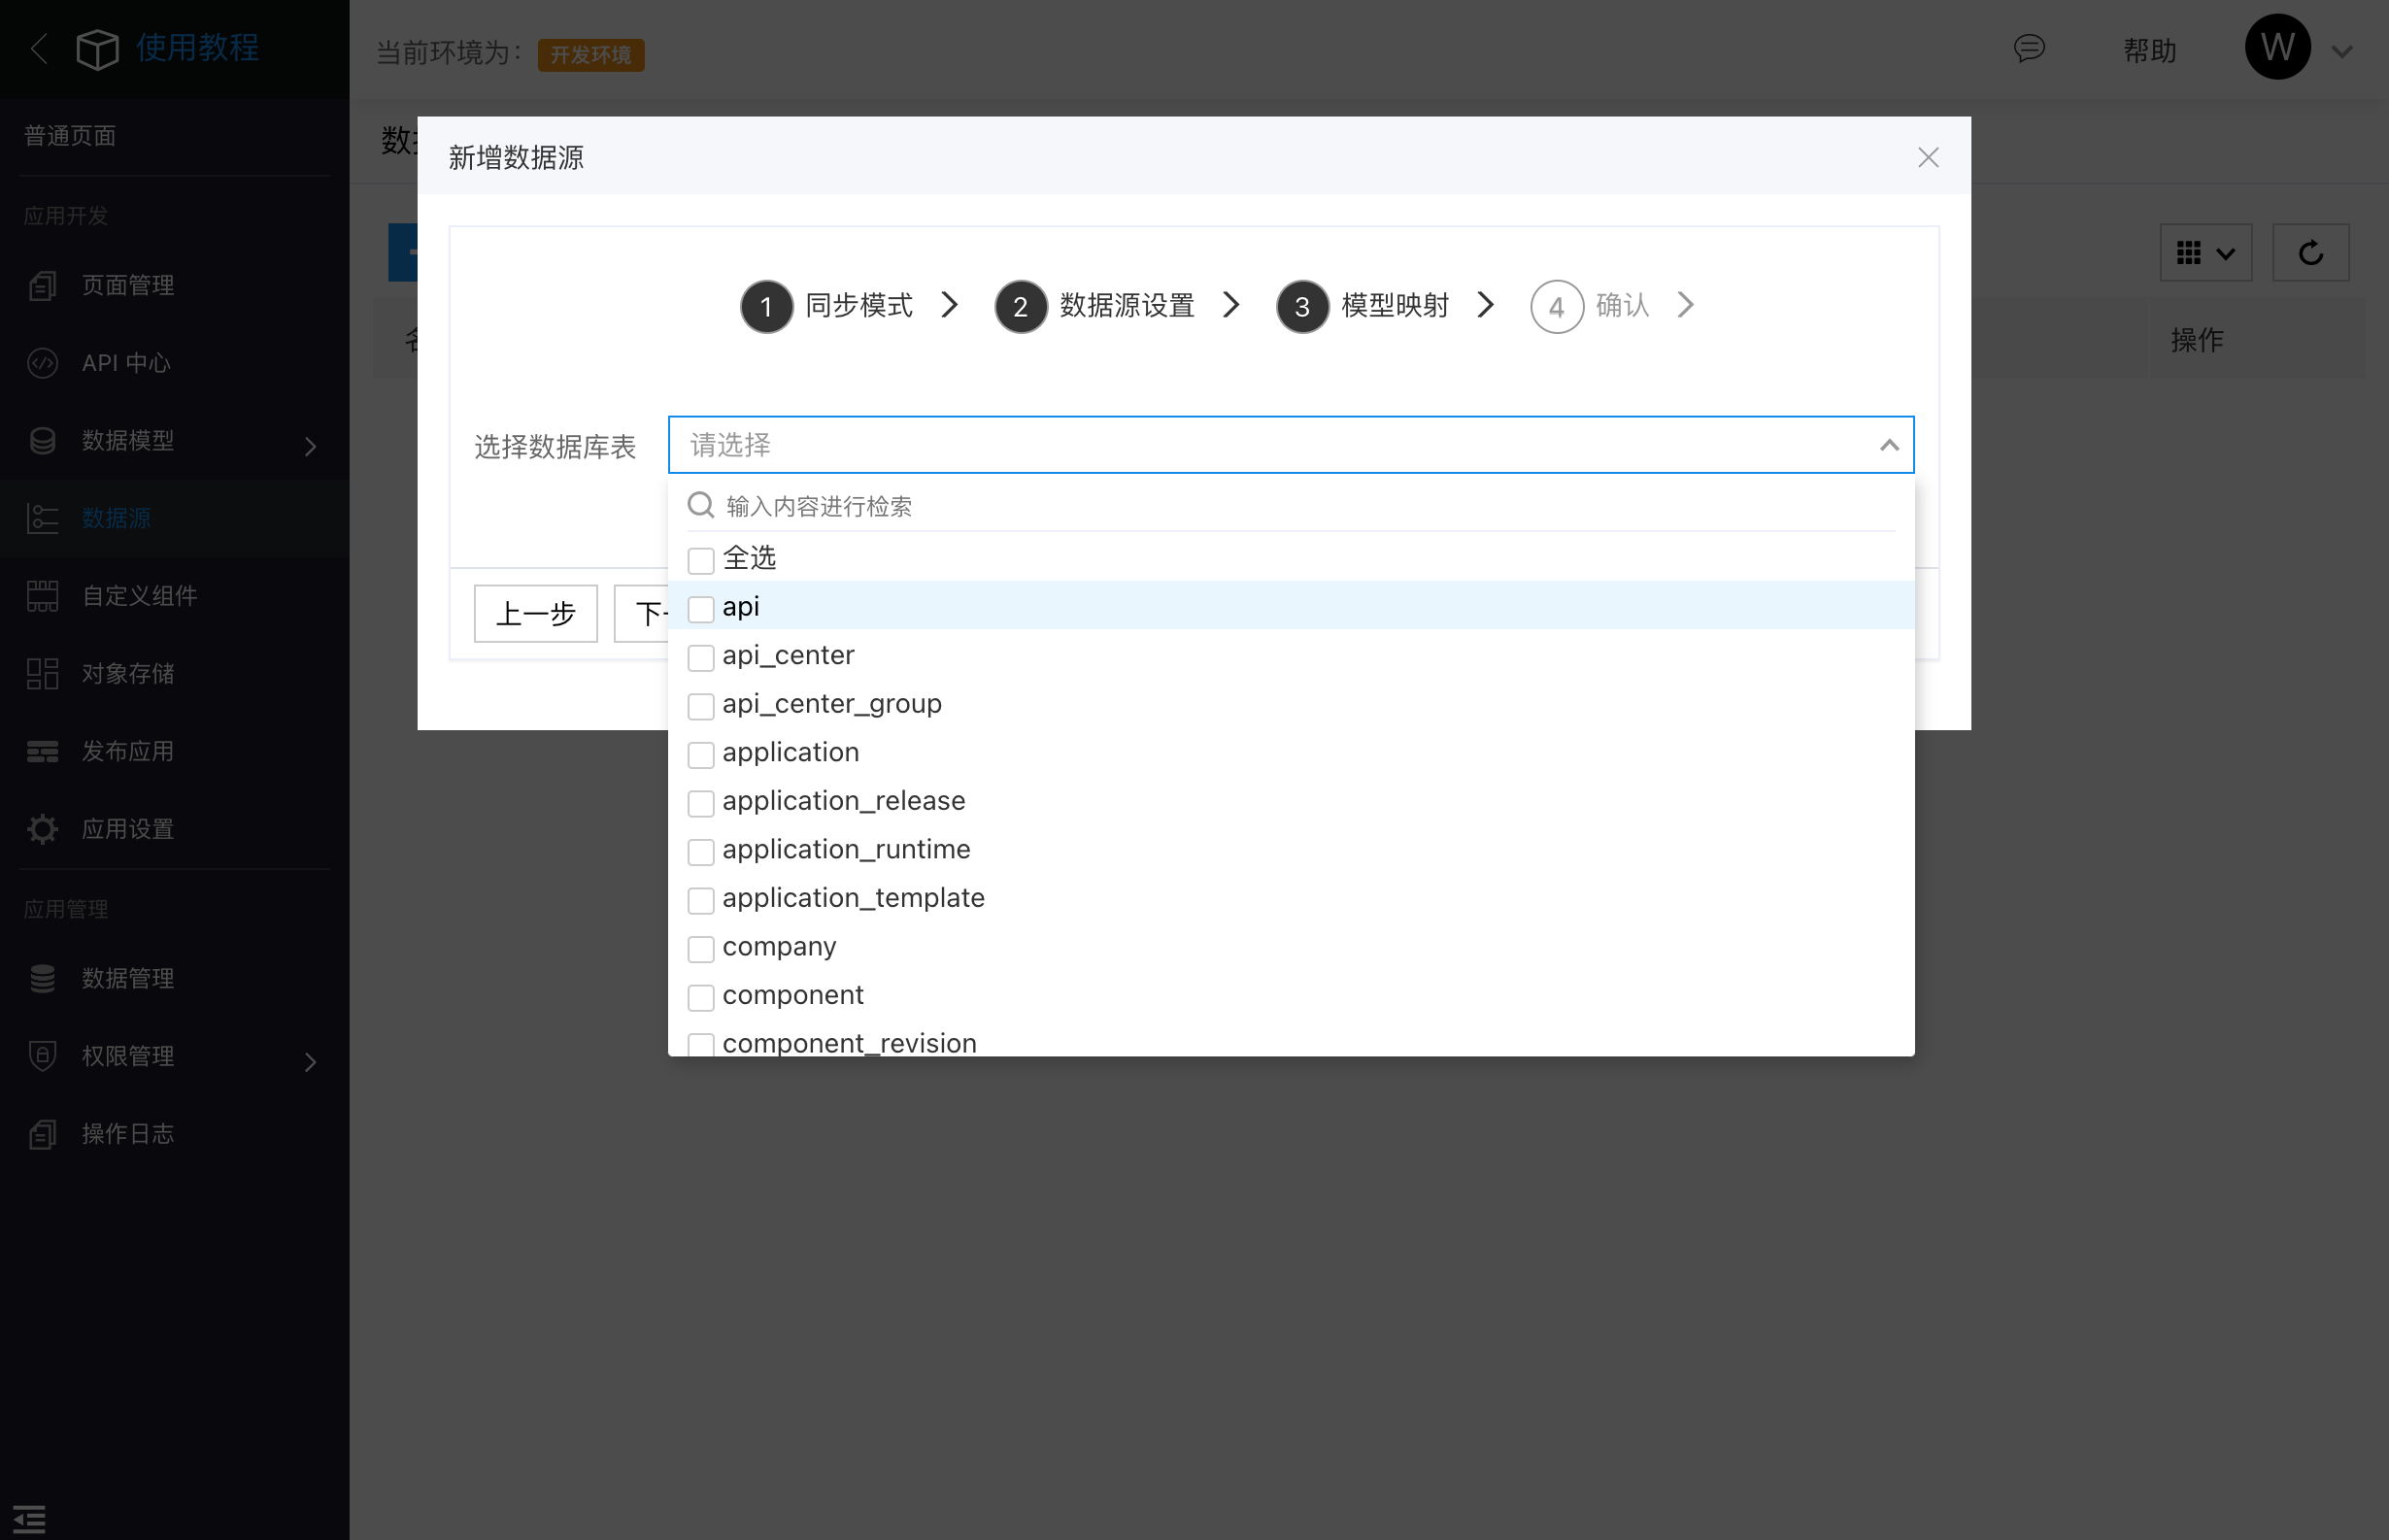 使用教程
当前环境为：
开发环境
帮助
W
普通页面
应用开发
页面管理
API 中心
数据模型
数据源
自定义组件
对象存储
发布应用
应用设置
应用管理
数据管理
权限管理
操作日志
操作
新增数据源
1 同步模式
2 数据源设置
3 模型映射
4 确认
选择数据库表
请选择
输入内容进行检索
全选
api
api_center
api_center_group
application
application_release
application_runtime
application_template
company
component
component_revision
上一步